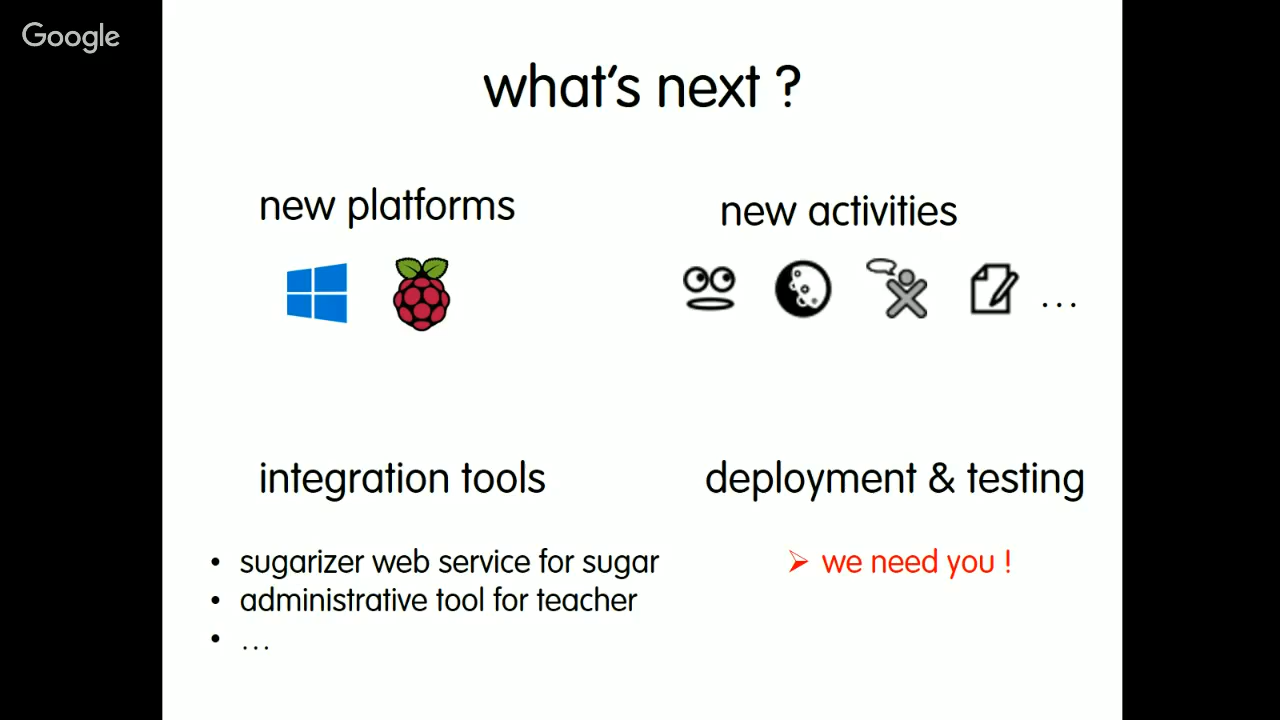 Google
what's next ?
new platforms
new activities
...
integration tools
• sugarizer web service for sugar
• administrative tool for teacher
• ...
deployment & testing
➢ we need you !